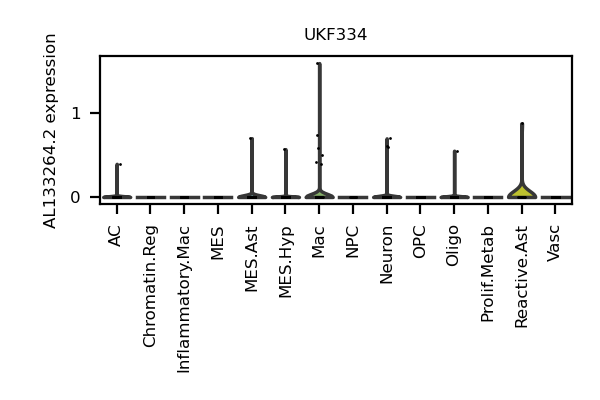 UKF334
AL133264.2 expression
1
0
AC
Chromatin.Reg
Inflammatory.Mac
MES
MES.Ast
MES.Hyp
Mac
NPC
Neuron
OPC
Oligo
Prolif.Metab
Reactive.Ast
Vasc